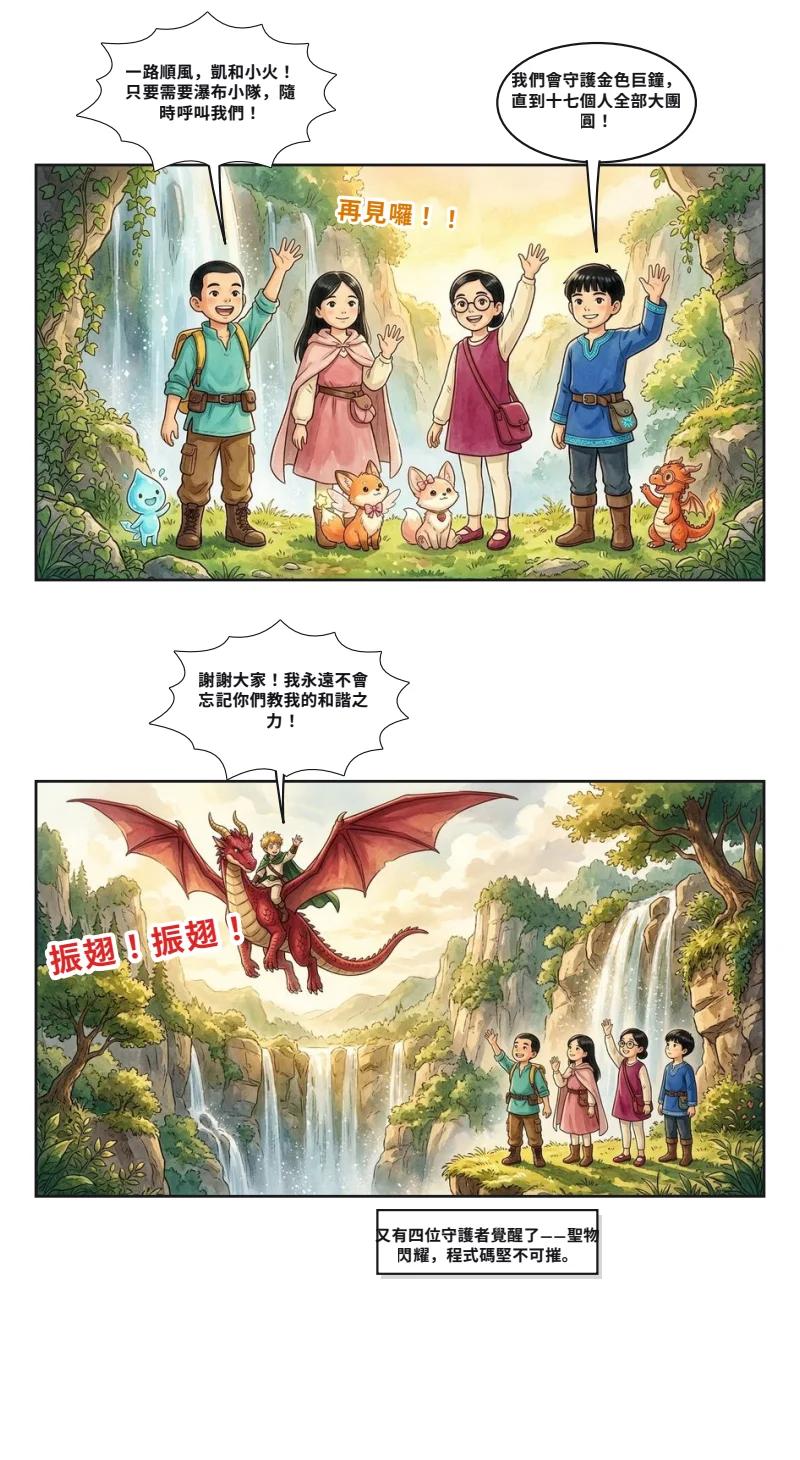 一路順風，凱和小火！
只要需要瀑布小隊，隨
時呼叫我們！
我們會守護金色巨鐘，
直到十七個人全部大團
圓！
再見囉！！
謝謝大家！我永遠不會
忘記你們教我的和諧之
力！
振翅！振翅！
又有四位守護者覺醒了——聖物
閃耀，程式碼堅不可摧。